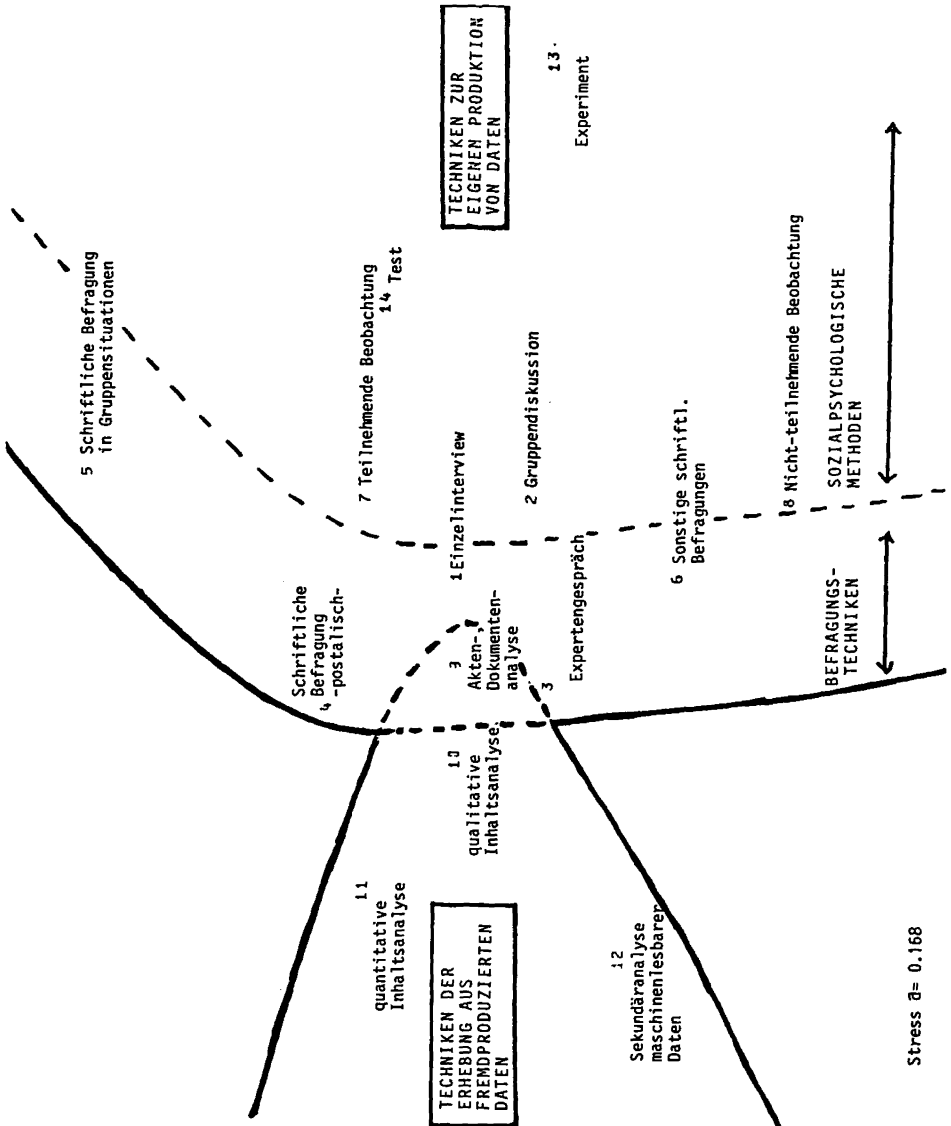 5 Schriftliche Befragung
in Gruppensituationen
Schriftliche
Befragung
4 -postalisch-
11
quantitative
Inhaltsanalyse
7 Teilnehmende Beobachtung
14 Test
TECHNIKEN DER
ERHEBUNG AUS
FREMDPRODUZIERTEN
DATEN
10
qualitative
Inhaltsanalyse
9
Akten-,
Dokumenten-
analyse
1 Einzelinterview
TECHNIKEN ZUR
EIGENEN PRODUKTION
VON DATEN
2 Gruppendiskussion
3
Expertengespräch
13.
Experiment
12
Sekundäranalyse
maschinenlesbarer
Daten
6 Sonstige schriftl.
Befragungen
8 Nicht-teilnehmende Beobachtung
BEFRAGUNGS-
TECHNIKEN
SOZIALPSYCHOLOGISCHE
METHODEN
Stress d̂= 0.168